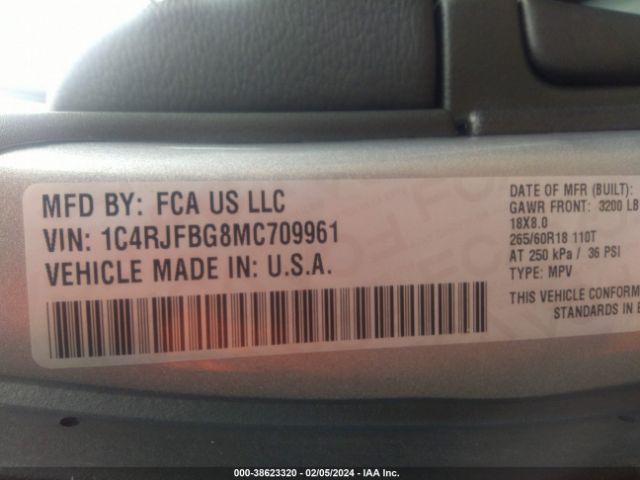 MFD BY: FCA US LLC
VIN: 1C4RJFBG8MC709961
VEHICLE MADE IN: U.S.A.
DATE OF MFR (BUILT):
GAWR FRONT: 3200 LB
18X8.0
265/60R18 110T
AT 250 kPa / 36 PSI
TYPE: MPV
THIS VEHICLE CONFORM
STANDARDS IN E
000-38623320 - 02/05/2024 - IAA Inc.